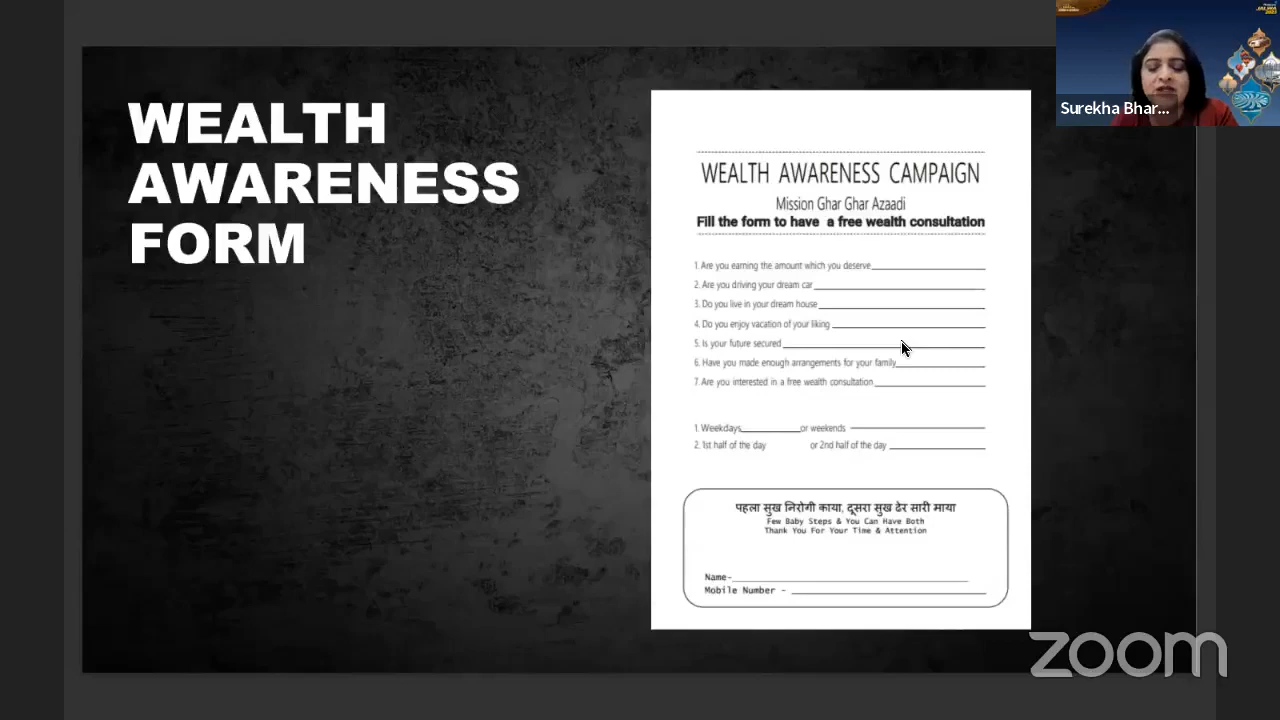 WEALTH
AWARENESS
FORM
WEALTH AWARENESS CAMPAIGN
Mission Ghar Ghar Azaadi
Fill the form to have a free wealth consultation
1. Are you earning the amount which you deserve
2. Are you driving your dream car
3. Do you live in your dream house
4. Do you enjoy vacation of your liking
5. Is your future secured
6. Have you made enough arrangements for your family
7. Are you interested in a free wealth consultation
1. Weekdays or weekends
2. 1st half of the day or 2nd half of the day
पहला सुख निरोगी काया, दूसरा सुख ढेर सारी माया
Few Baby Steps & You Can Have Both
Thank You For Your Time & Attention
Name-
Mobile Number -
Surekha Bhar...
zoom